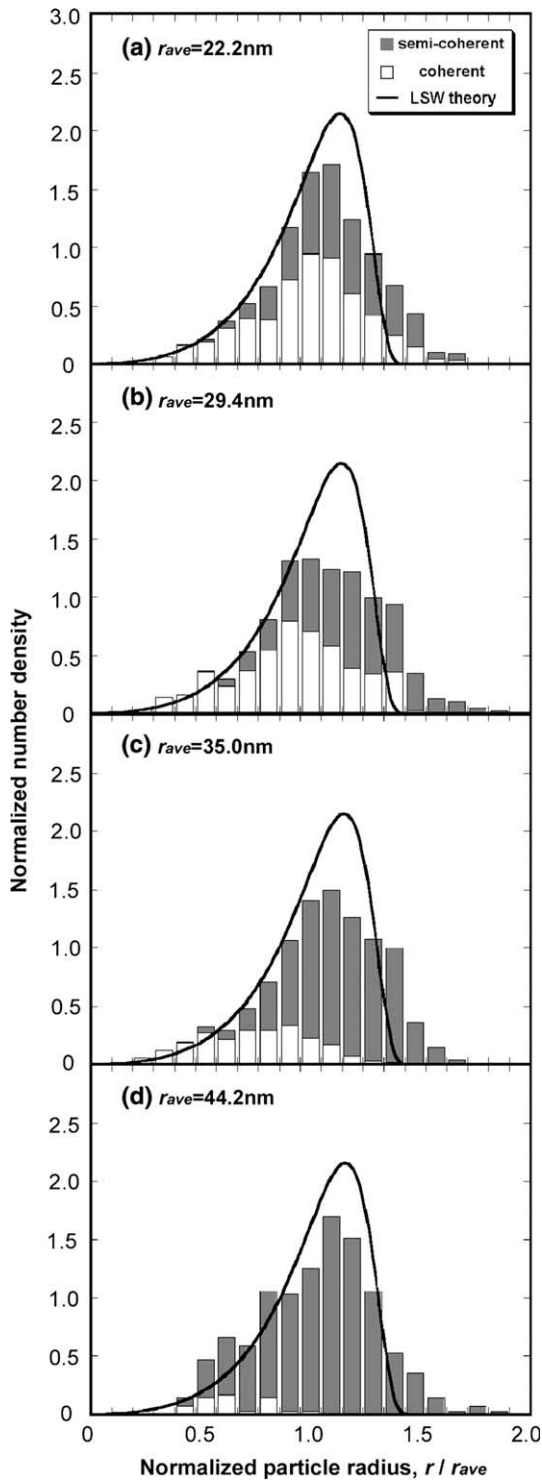 3.0
(a) rave=22.2nm
semi-coherent
coherent
LSW theory
2.5
2.0
1.5
1.0
0.5
0
(b) rave=29.4nm
2.5
2.0
1.5
1.0
0.5
0
Normalized number density
(c) rave=35.0nm
2.5
2.0
1.5
1.0
0.5
0
(d) rave=44.2nm
2.5
2.0
1.5
1.0
0.5
0
0 0.5 1.0 1.5 2.0
Normalized particle radius, r / rave